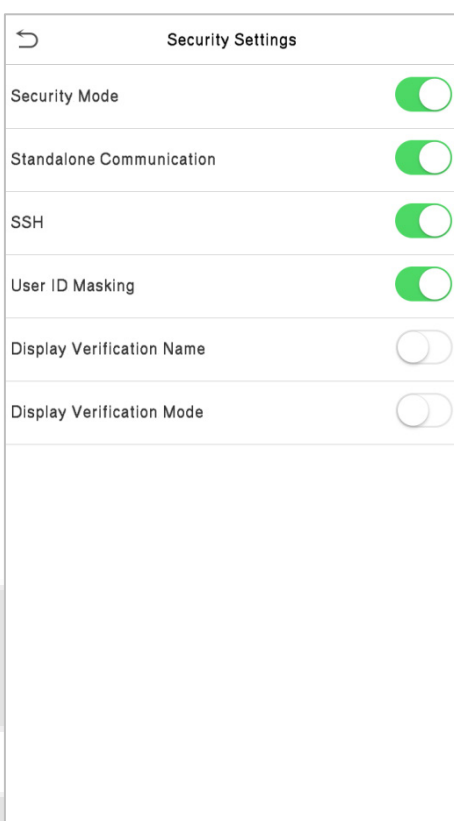 Security Settings
Security Mode
Standalone Communication
SSH
User ID Masking
Display Verification Name
Display Verification Mode